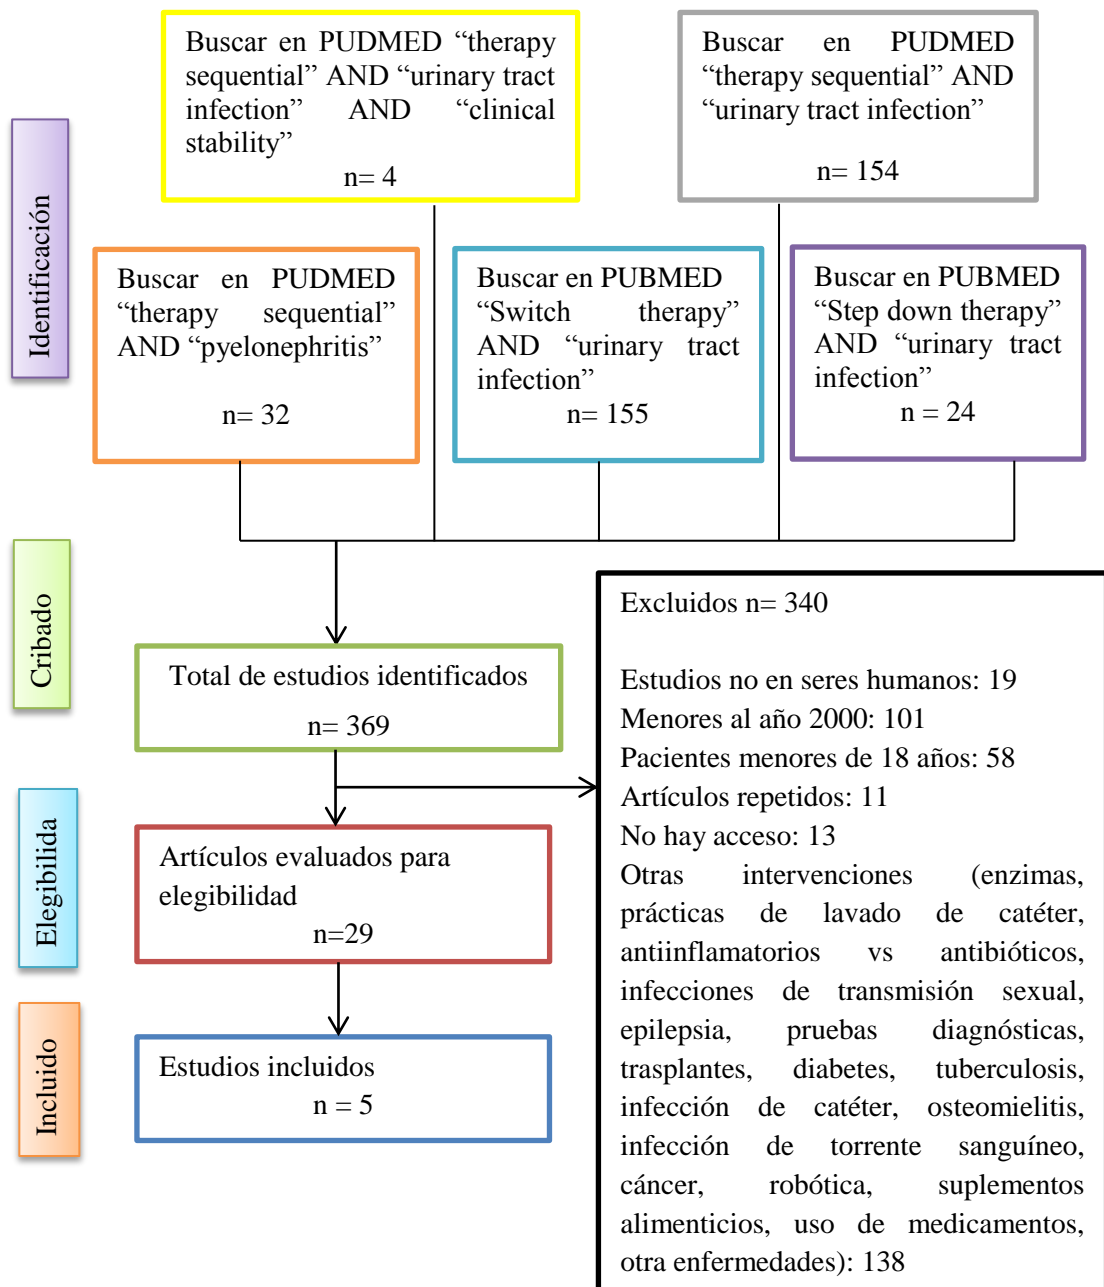 Buscar en PUDMED “therapy
sequential” AND “urinary tract
infection” AND “clinical
stability”
n= 4
Buscar en PUDMED
“therapy sequential” AND
“urinary tract infection”
n= 154
Identificación
Buscar en PUDMED
“therapy sequential”
AND “pyelonephritis”
n= 32
Buscar en PUBMED
“Switch therapy”
AND “urinary tract
infection”
n= 155
Buscar en PUBMED
“Step down therapy”
AND “urinary tract
infection”
n = 24
Cribado
Total de estudios identificados
n= 369
Excluidos n= 340
Estudios no en seres humanos: 19
Menores al año 2000: 101
Pacientes menores de 18 años: 58
Artículos repetidos: 11
No hay acceso: 13
Otras intervenciones (enzimas,
prácticas de lavado de catéter,
antiinflamatorios vs antibióticos,
infecciones de transmisión sexual,
epilepsia, pruebas diagnósticas,
trasplantes, diabetes, tuberculosis,
infección de catéter, osteomielitis,
infección de torrente sanguíneo,
cáncer, robótica, suplementos
alimenticios, uso de medicamentos,
otra enfermedades): 138
Elegibilida
Artículos evaluados para
elegibilidad
n=29
Incluido
Estudios incluidos
n = 5